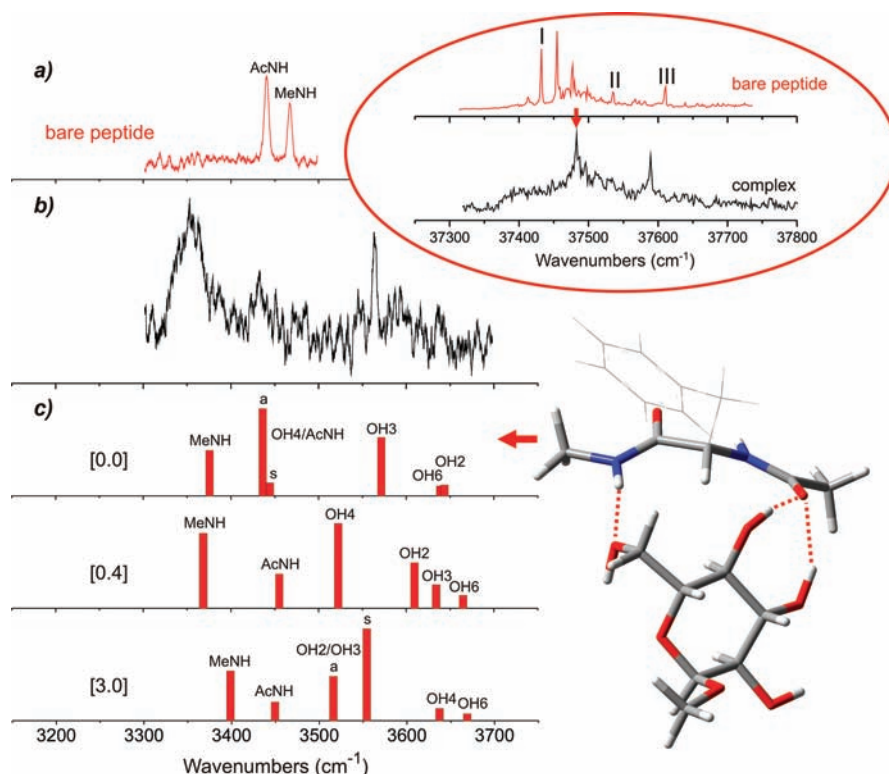 a)
AcNH
MeNH
bare peptide
I
II
III
bare peptide
complex
37300 37400 37500 37600 37700 37800
Wavenumbers (cm⁻¹)
b)
c)
[0.0]
MeNH
a
OH4/AcNH
s
OH3
OH6
OH2
[0.4]
MeNH
AcNH
OH4
OH2
OH3
OH6
[3.0]
MeNH
AcNH
OH2/OH3
a
s
OH4
OH6
3200 3300 3400 3500 3600 3700
Wavenumbers (cm⁻¹)